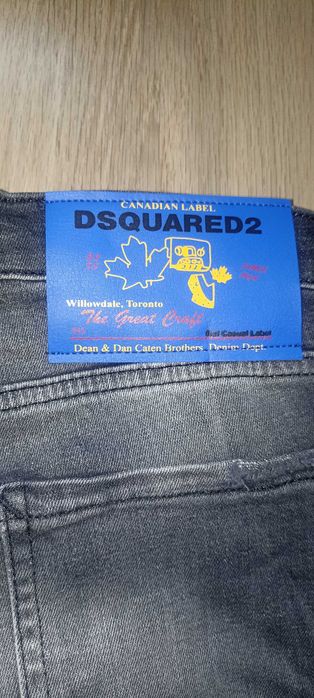 CANADIAN LABEL
DSQUARED2
Willowdale, Toronto
The Great Craft
Dean & Dan Caten Brothers, Denim Dept.